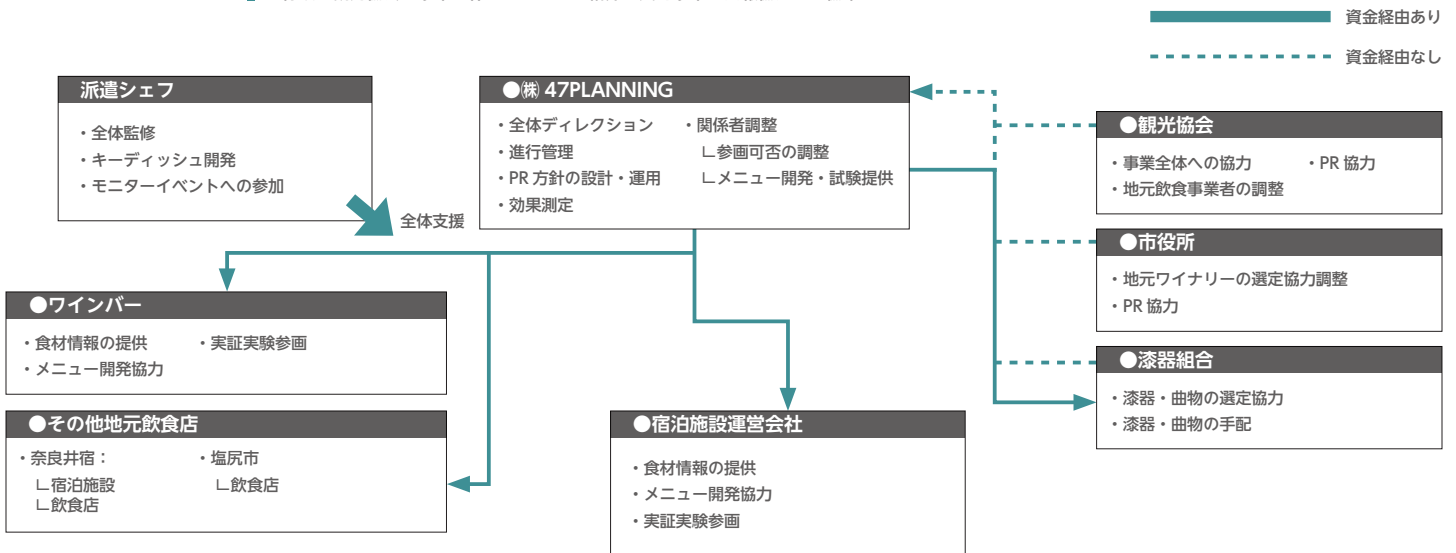 資金経由あり
資金経由なし
派遣シェフ
・全体監修
・キーディッシュ開発
・モニターイベントへの参加
全体支援
●㈱ 47PLANNING
・全体ディレクション ・関係者調整
・進行管理 ∟参画可否の調整
・PR 方針の設計・運用 ∟メニュー開発・試験提供
・効果測定
●観光協会
・事業全体への協力 ・PR 協力
・地元飲食事業者の調整
●市役所
・地元ワイナリーの選定協力調整
・PR 協力
●漆器組合
・漆器・曲物の選定協力
・漆器・曲物の手配
●ワインバー
・食材情報の提供 ・実証実験参画
・メニュー開発協力
●その他地元飲食店
・奈良井宿： ・塩尻市
∟宿泊施設 ∟飲食店
∟飲食店
●宿泊施設運営会社
・食材情報の提供
・メニュー開発協力
・実証実験参画